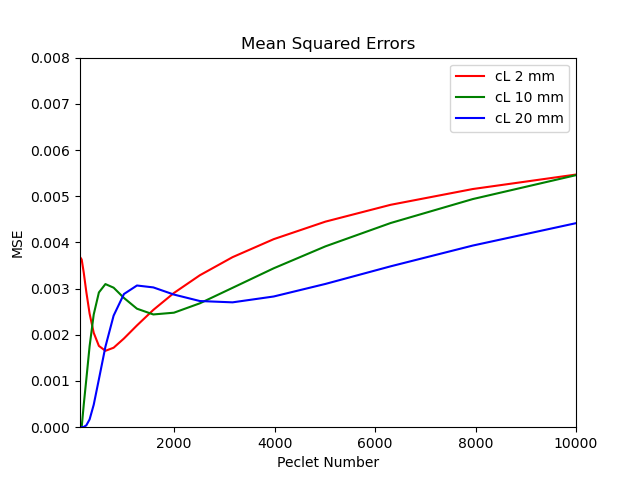 Mean Squared Errors
0.008
0.007
0.006
0.005
0.004
0.003
0.002
0.001
0.000
MSE
cL 2 mm
cL 10 mm
cL 20 mm
2000 4000 6000 8000 10000
Peclet Number